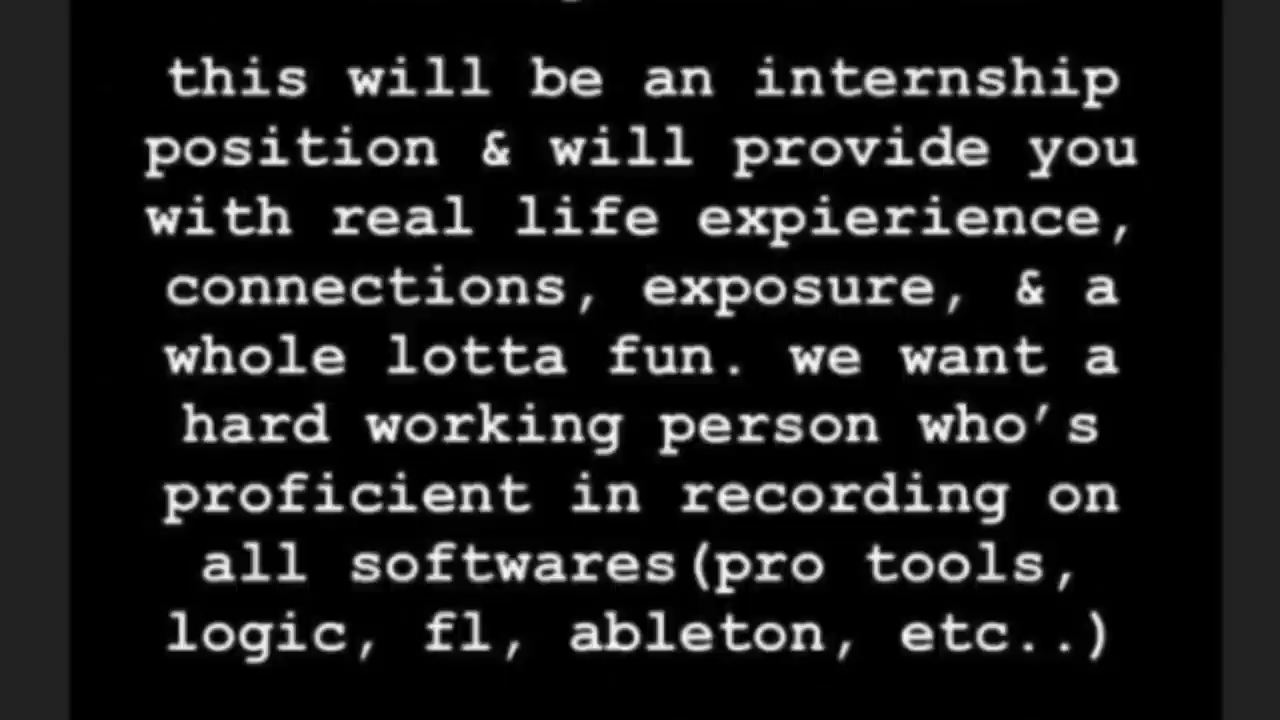 this will be an internship
position & will provide you
with real life expierience,
connections, exposure, & a
whole lotta fun. we want a
hard working person who's
proficient in recording on
all softwares(pro tools,
logic, fl, ableton, etc..)